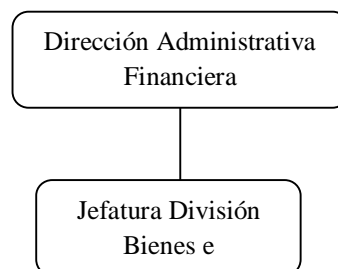 Dirección Administrativa
Financiera
Jefatura División
Bienes e